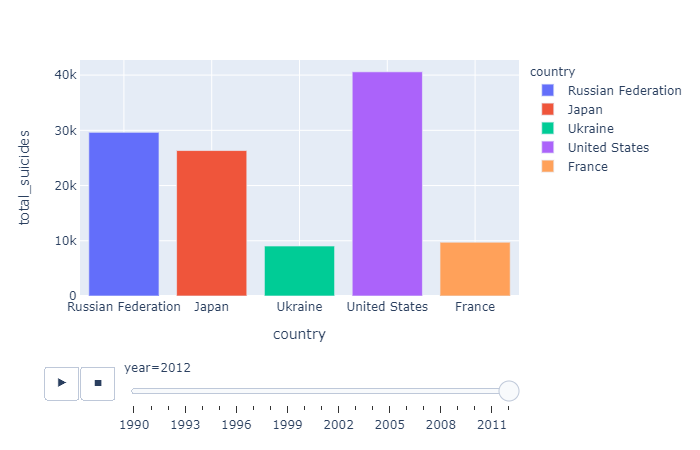 total_suicides
40k
30k
20k
10k
0
Russian Federation Japan Ukraine United States France
country
country
Russian Federation
Japan
Ukraine
United States
France
year=2012
1990 1993 1996 1999 2002 2005 2008 2011